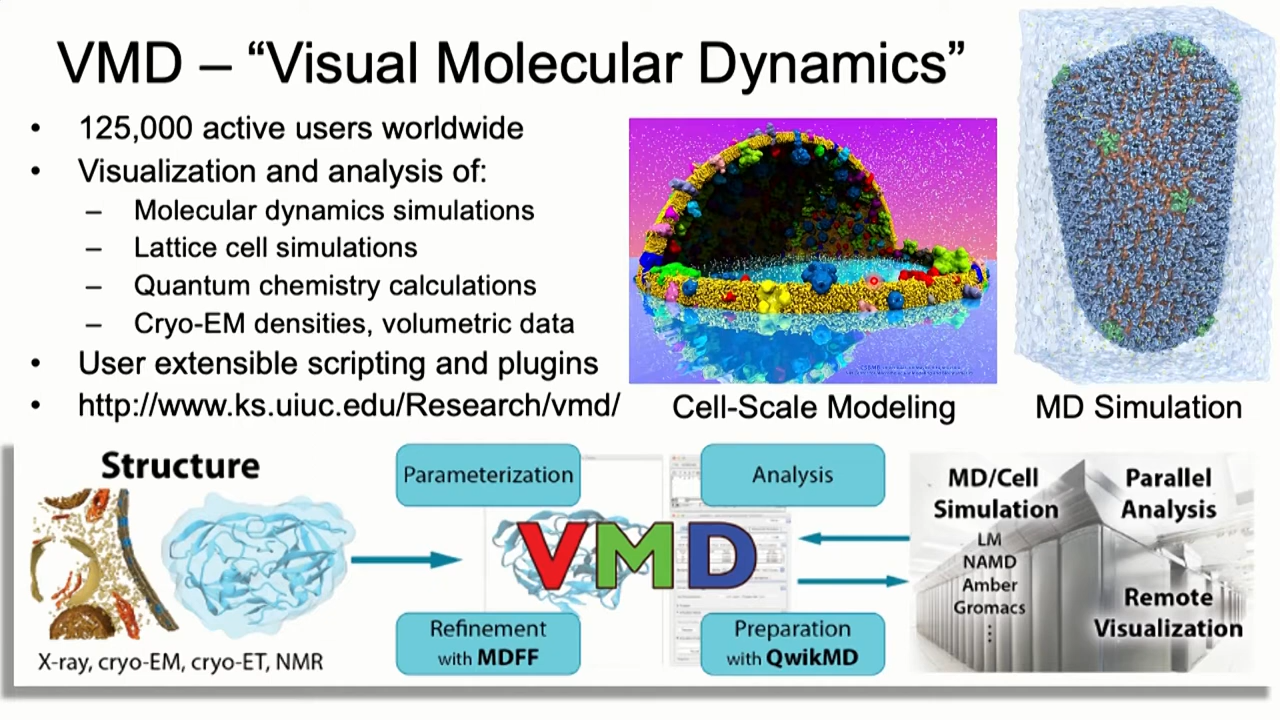 VMD – “Visual Molecular Dynamics”
• 125,000 active users worldwide
• Visualization and analysis of:
– Molecular dynamics simulations
– Lattice cell simulations
– Quantum chemistry calculations
– Cryo-EM densities, volumetric data
• User extensible scripting and plugins
• http://www.ks.uiuc.edu/Research/vmd/
Cell-Scale Modeling
MD Simulation
Structure
X-ray, cryo-EM, cryo-ET, NMR
Parameterization
Analysis
VMD
Refinement
with MDFF
Preparation
with QwikMD
MD/Cell
Simulation
LM
NAMD
Amber
Gromacs
⋮
Parallel
Analysis
Remote
Visualization